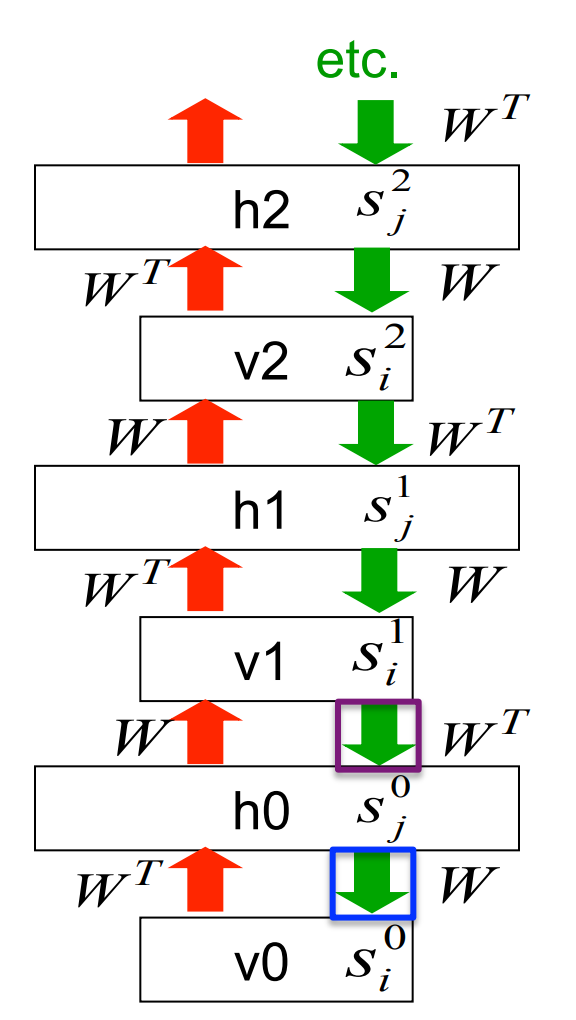 etc.
W^T
h2 s_j^2
W^T W
v2 s_i^2
W W^T
h1 s_j^1
W^T W
v1 s_i^1
W W^T
h0 s_j^0
W^T W
v0 s_i^0